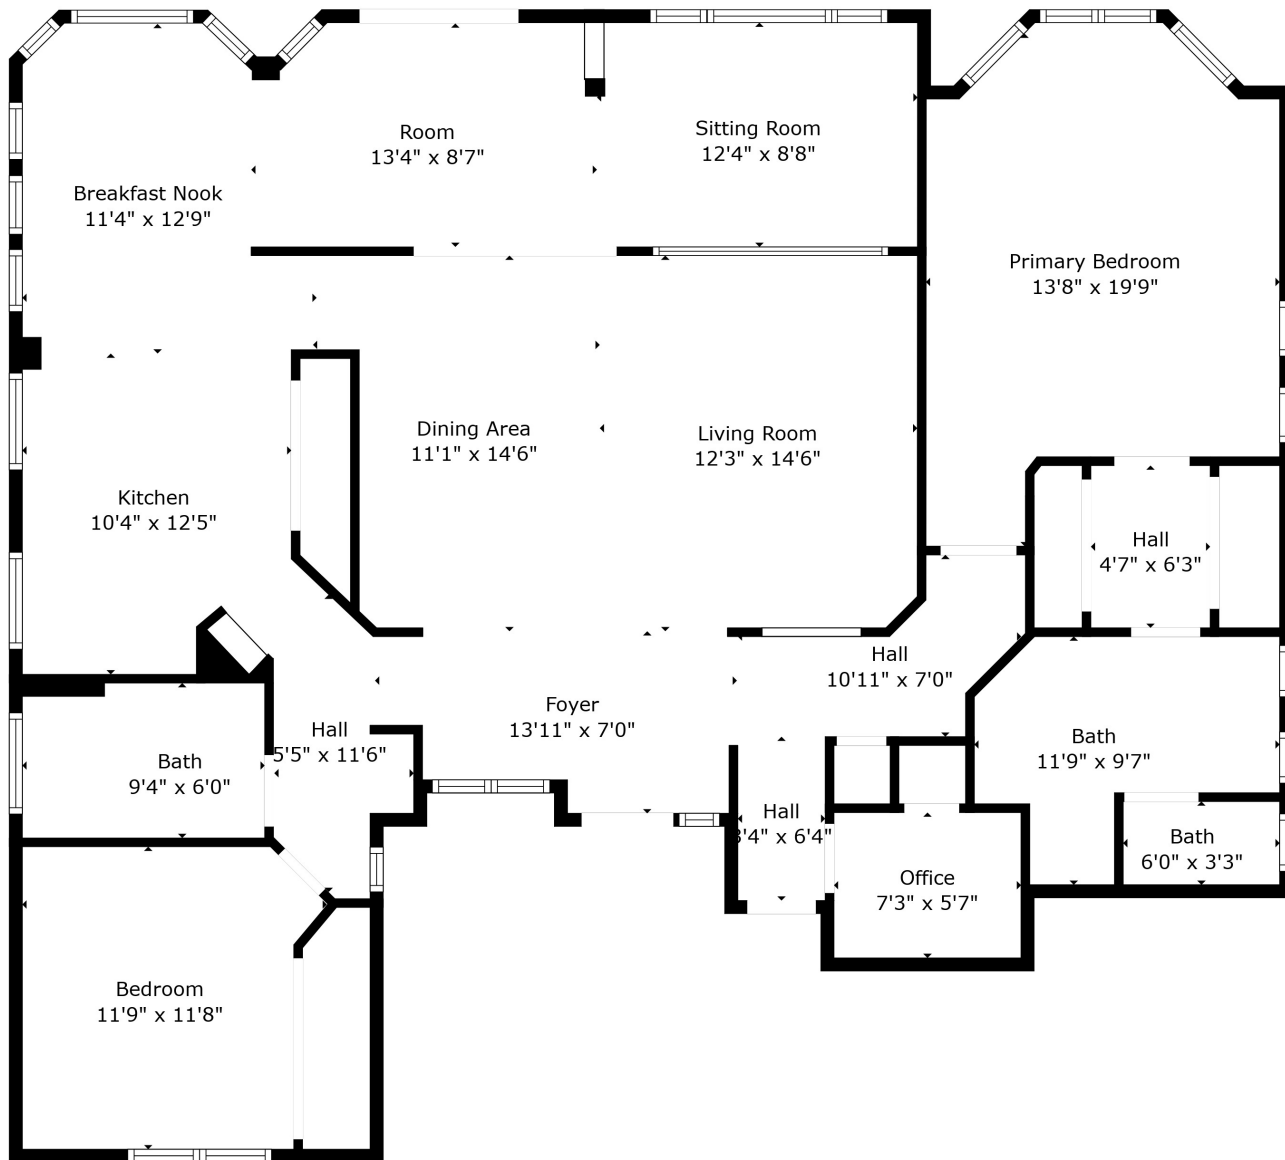 Room
13'4" x 8'7"
Sitting Room
12'4" x 8'8"
Breakfast Nook
11'4" x 12'9"
Primary Bedroom
13'8" x 19'9"
Dining Area
11'1" x 14'6"
Living Room
12'3" x 14'6"
Kitchen
10'4" x 12'5"
Hall
4'7" x 6'3"
Hall
10'11" x 7'0"
Foyer
13'11" x 7'0"
Hall
5'5" x 11'6"
Bath
9'4" x 6'0"
Bath
11'9" x 9'7"
Hall
3'4" x 6'4"
Bath
6'0" x 3'3"
Office
7'3" x 5'7"
Bedroom
11'9" x 11'8"